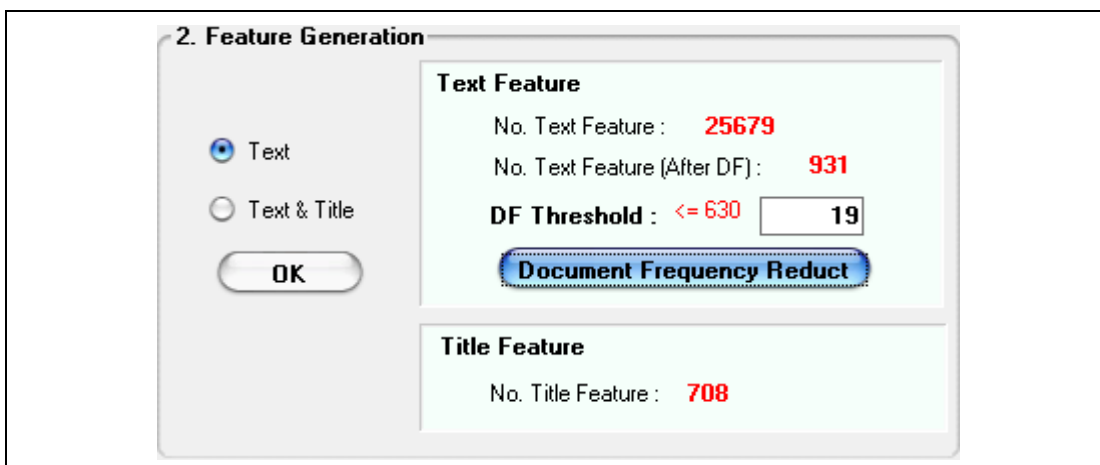 2. Feature Generation
Text
Text & Title
OK
Text Feature
No. Text Feature : 25679
No. Text Feature (After DF) : 931
DF Threshold : <= 630 19
Document Frequency Reduct
Title Feature
No. Title Feature : 708